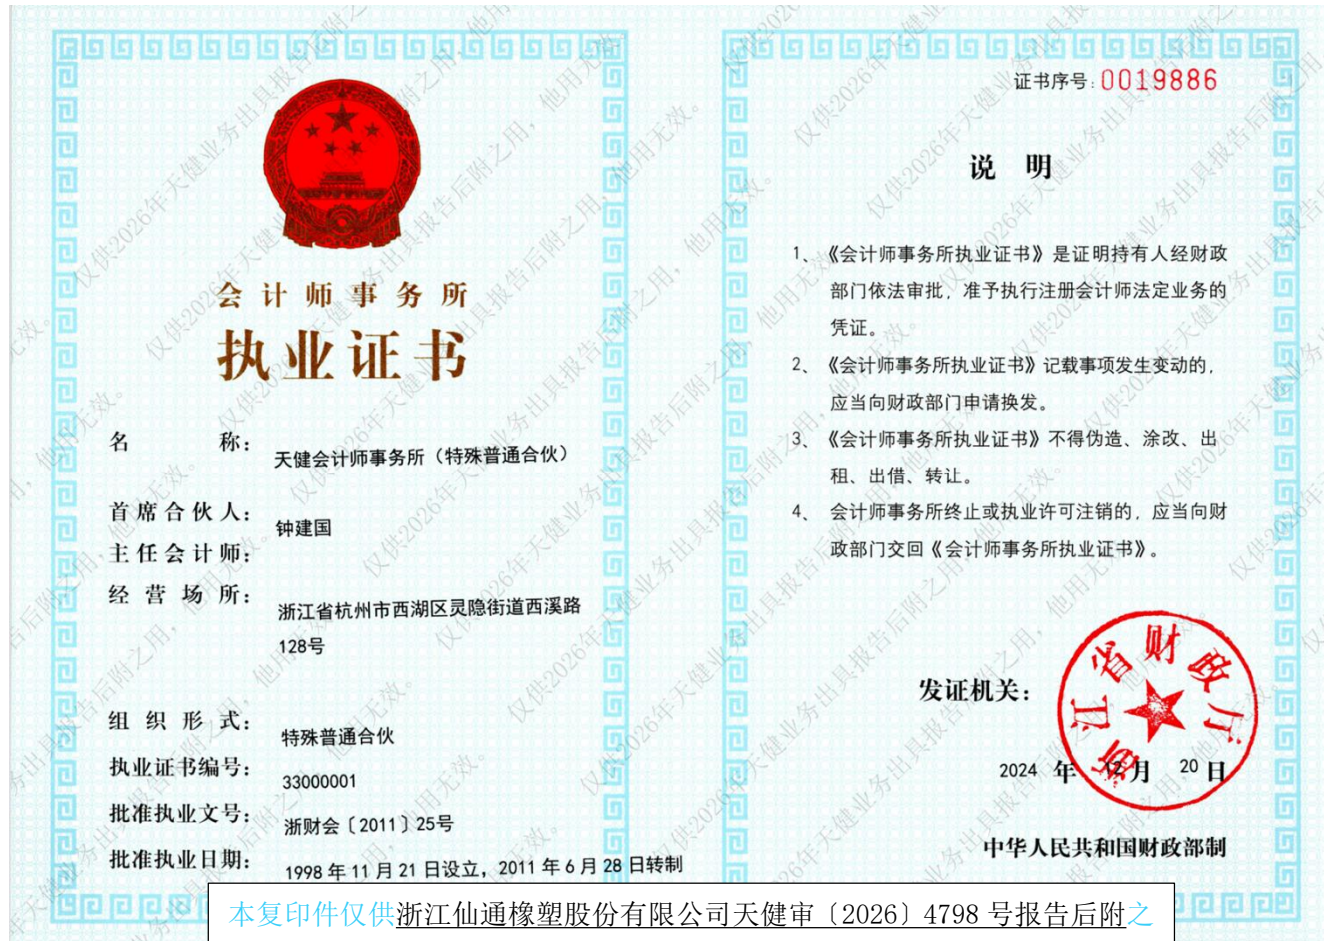 会计师事务所
执业证书
名称：
天健会计师事务所（特殊普通合伙）
首席合伙人：
钟建国
主任会计师：
经营场所：
浙江省杭州市西湖区灵隐街道西溪路
128号
组织形式：
特殊普通合伙
执业证书编号：
33000001
批准执业文号：
浙财会〔2011〕25号
批准执业日期：
1998年11月21日设立，2011年6月28日转制
证书序号：0019886
说 明
1、《会计师事务所执业证书》是证明持有人经财政
部门依法审批，准予执行注册会计师法定业务的
凭证。
2、《会计师事务所执业证书》记载事项发生变动的，
应当向财政部门申请换发。
3、《会计师事务所执业证书》不得伪造、涂改、出
租、出借、转让。
4、 会计师事务所终止或执业许可注销的，应当向财
政部门交回《会计师事务所执业证书》。
发证机关：
浙江省财政厅
2024 年 12 月 20 日
中华人民共和国财政部制
本复印件仅供浙江仙通橡塑股份有限公司天健审〔2026〕4798 号报告后附之
仅供2026年天健业务出具报告后附之用，他用无效。